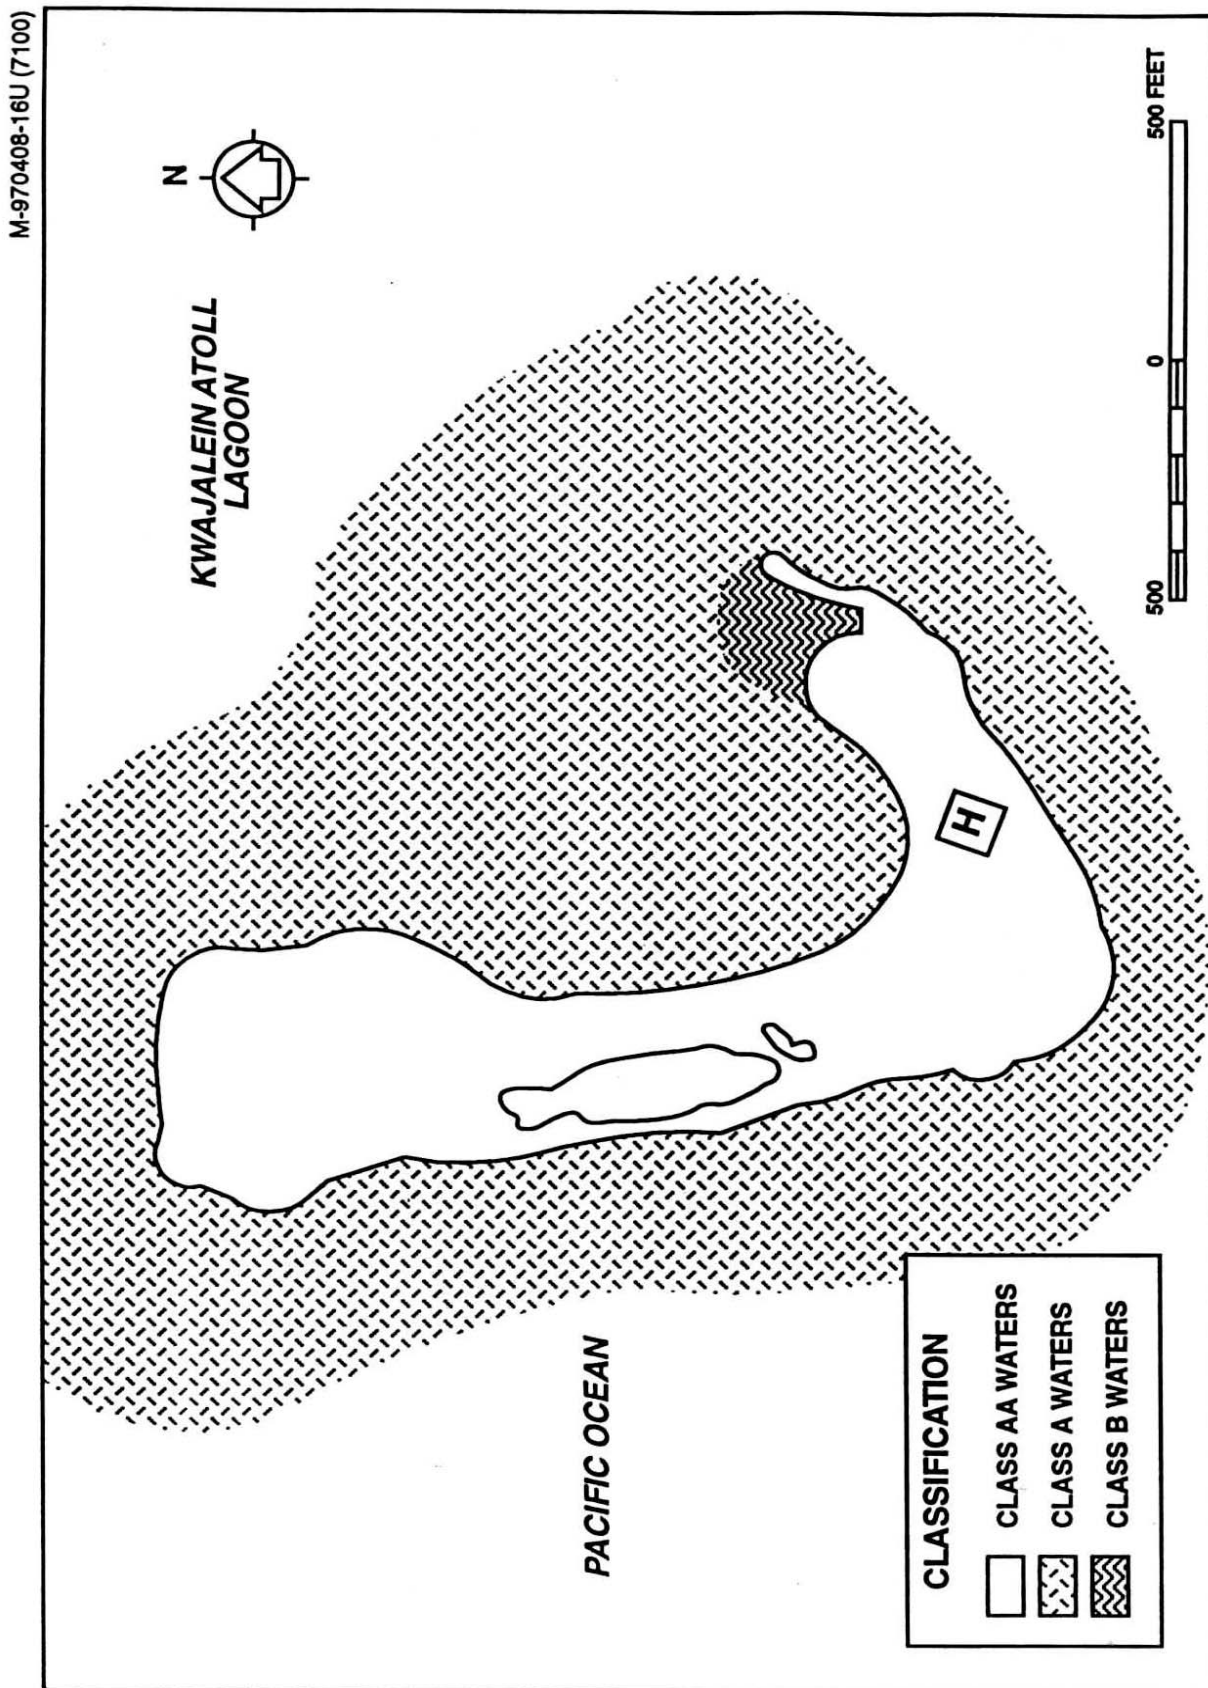 M-970408-16U (7100)
N
KWAJALEIN ATOLL
LAGOON
PACIFIC OCEAN
H
CLASSIFICATION
CLASS AA WATERS
CLASS A WATERS
CLASS B WATERS
500 0 500 FEET